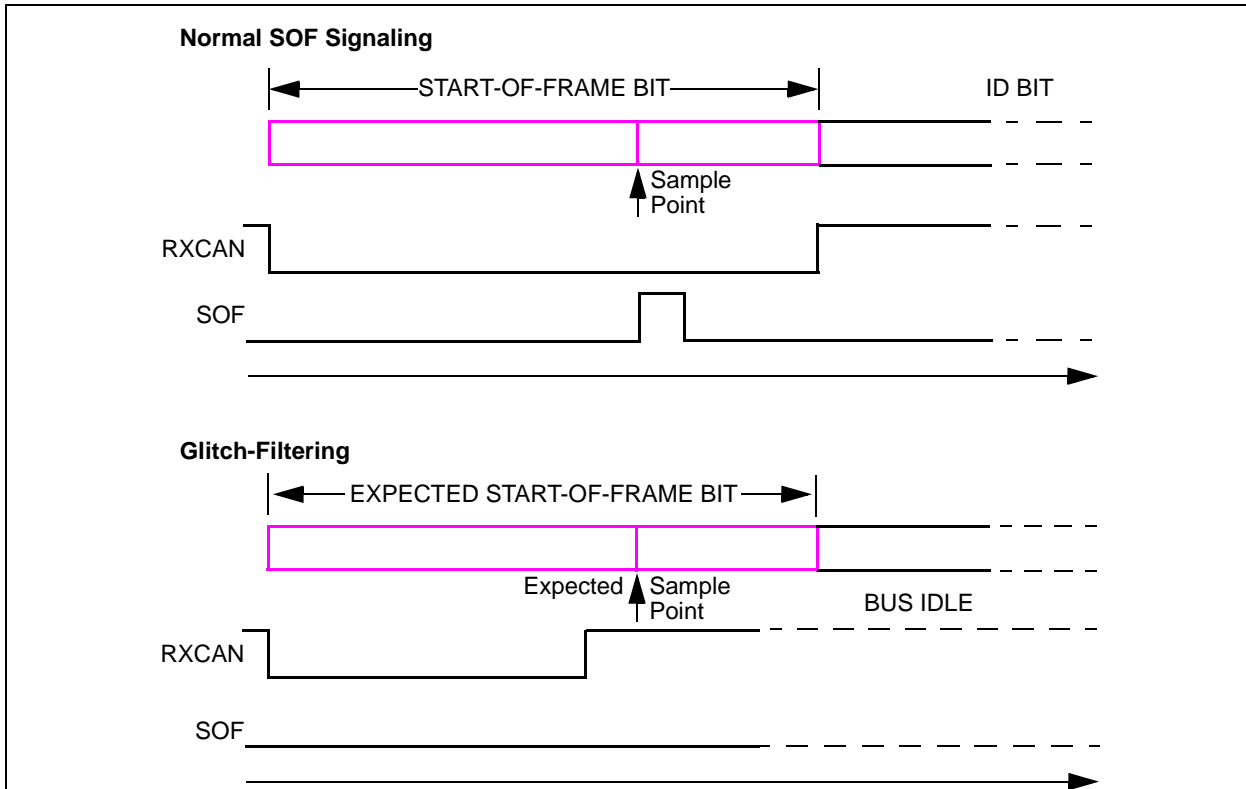 Normal SOF Signaling
START-OF-FRAME BIT
ID BIT
Sample
Point
RXCAN
SOF
Glitch-Filtering
EXPECTED START-OF-FRAME BIT
Expected Sample
Point
BUS IDLE
RXCAN
SOF